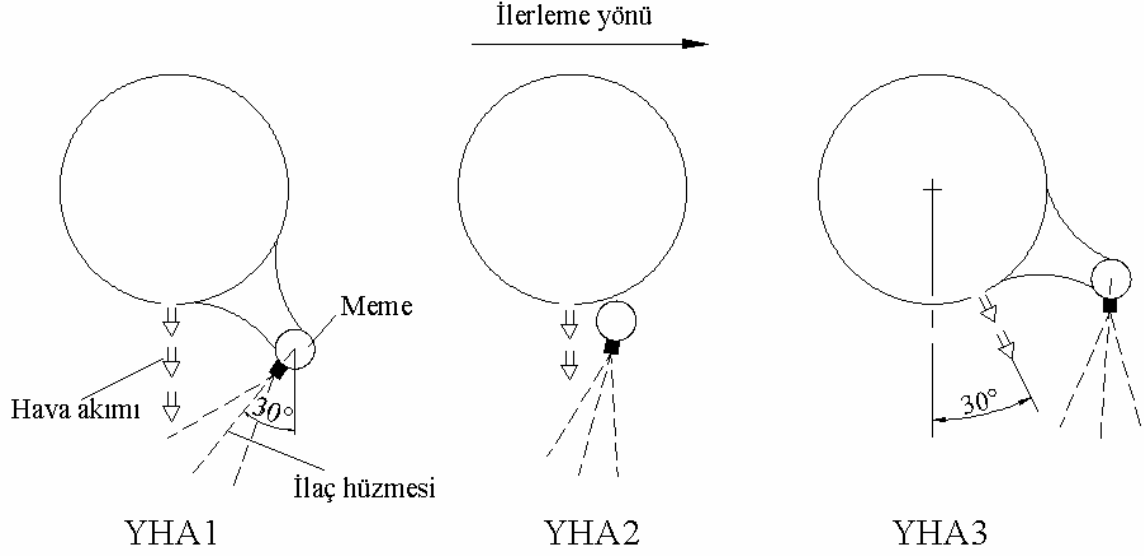 İlerleme yönü
Meme
Hava akımı
30°
İlaç hüzmesi
30°
YHA1
YHA2
YHA3